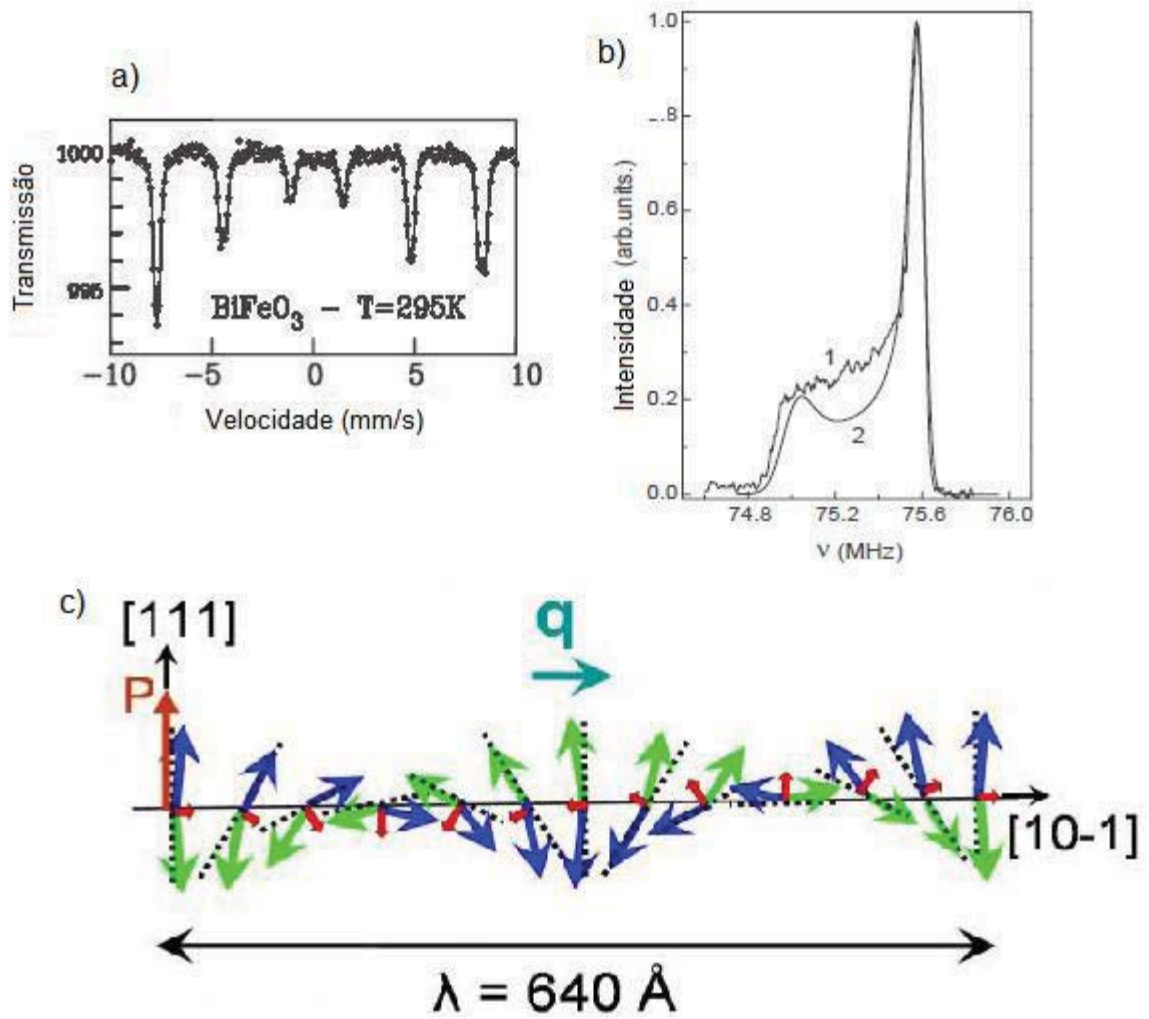 a)
Transmissão
1000
995
BiFeO3 - T=295K
-10 -5 0 5 10
Velocidade (mm/s)
b)
Intensidade (arb.units.)
1.0
-.8
0.6
0.4
0.2
0.0
1
2
74.8 75.2 75.6 76.0
ν (MHz)
c)
[111]
P
q
[10-1]
λ = 640 Å